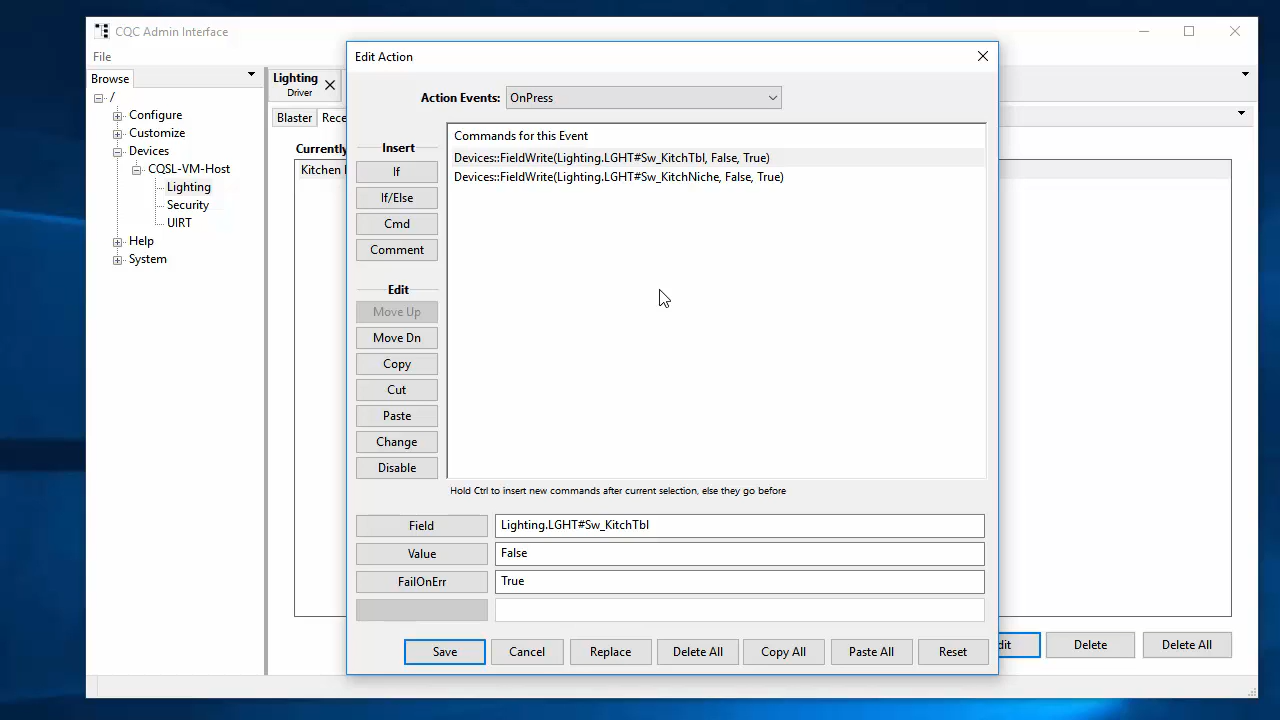 CQC Admin Interface
File
Browse
/
Configure
Customize
Devices
CQSL-VM-Host
Lighting
Security
UIRT
Help
System
Lighting
Driver
Blaster
Rece
Currently
Kitchen
Edit Action
Action Events:
OnPress
Insert
If
If/Else
Cmd
Comment
Edit
Move Up
Move Dn
Copy
Cut
Paste
Change
Disable
Commands for this Event
Devices::FieldWrite(Lighting.LGHT#Sw_KitchTbl, False, True)
Devices::FieldWrite(Lighting.LGHT#Sw_KitchNiche, False, True)
Hold Ctrl to insert new commands after current selection, else they go before
Field
Lighting.LGHT#Sw_KitchTbl
Value
False
FailOnErr
True
Save
Cancel
Replace
Delete All
Copy All
Paste All
Reset
dit
Delete
Delete All